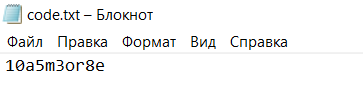 code.txt – Блокнот
Файл Правка Формат Вид Справка
10a5m3or8e